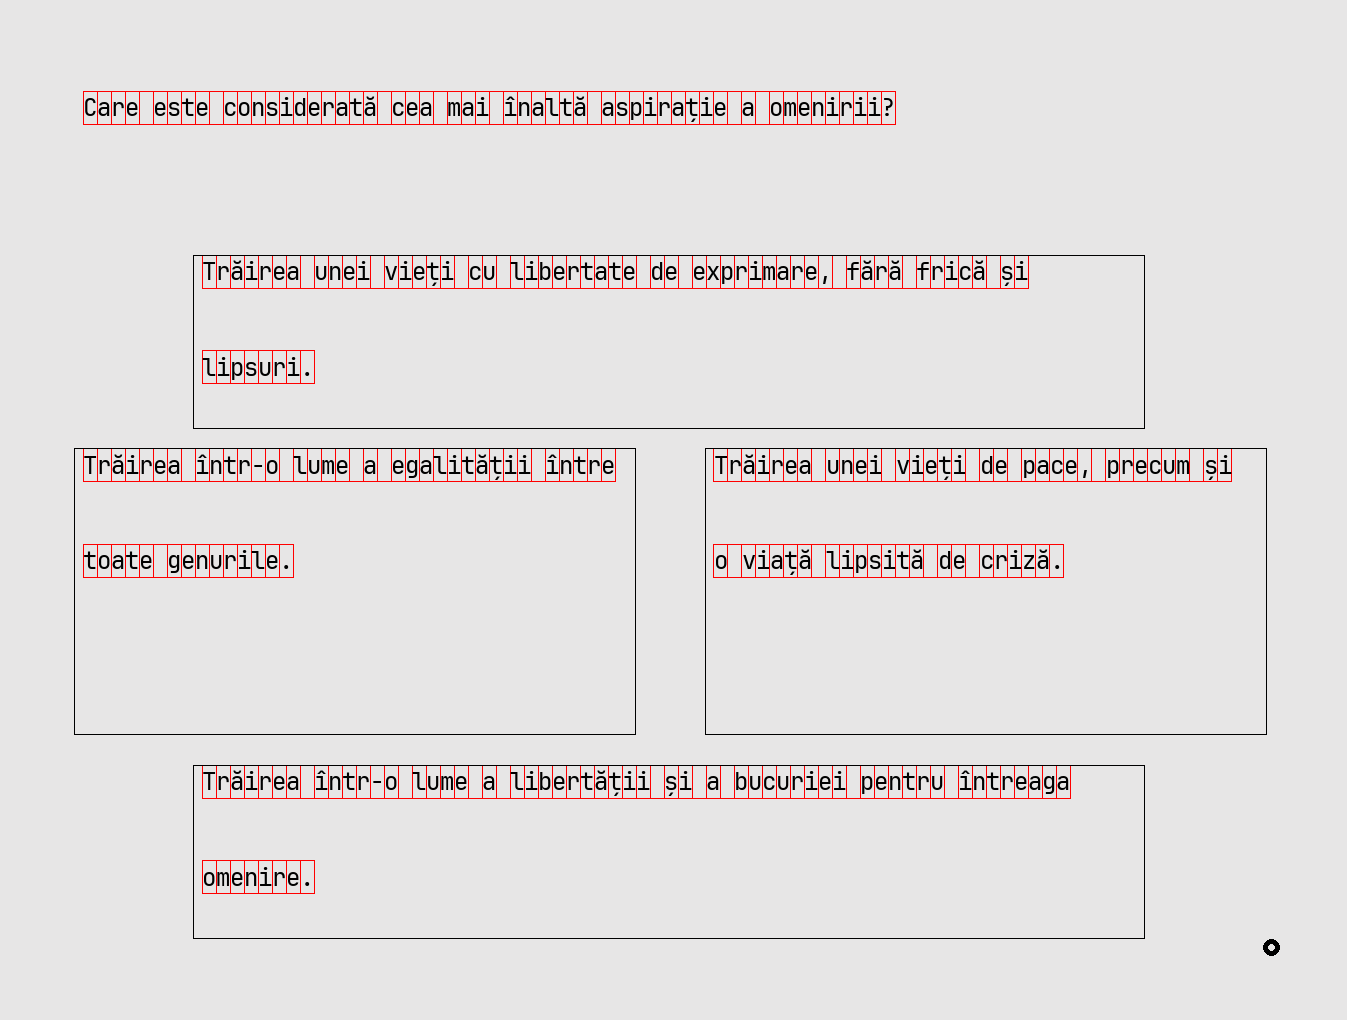 Care este considerată cea mai înaltă aspirație a omenirii?
Trăirea unei vieți cu libertate de exprimare, fără frică și
lipsuri.
Trăirea într-o lume a egalității între
toate genurile.
Trăirea unei vieți de pace, precum și
o viață lipsită de criză.
Trăirea într-o lume a libertății și a bucuriei pentru întreaga
omenire.